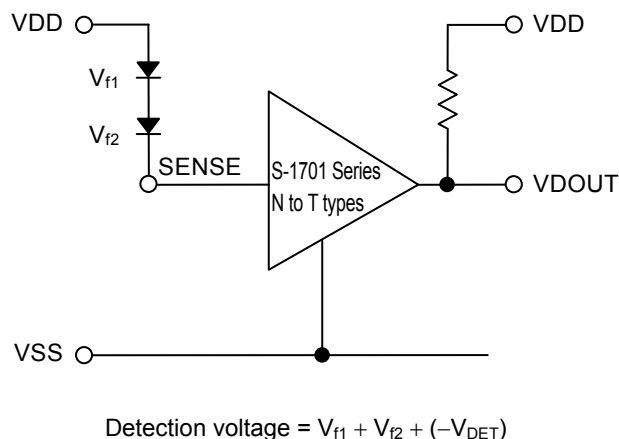 VDD
VDD
Vf1
Vf2
SENSE
S-1701 Series
N to T types
VDOUT
VSS
Detection voltage = Vf1 + Vf2 + (−VDET)